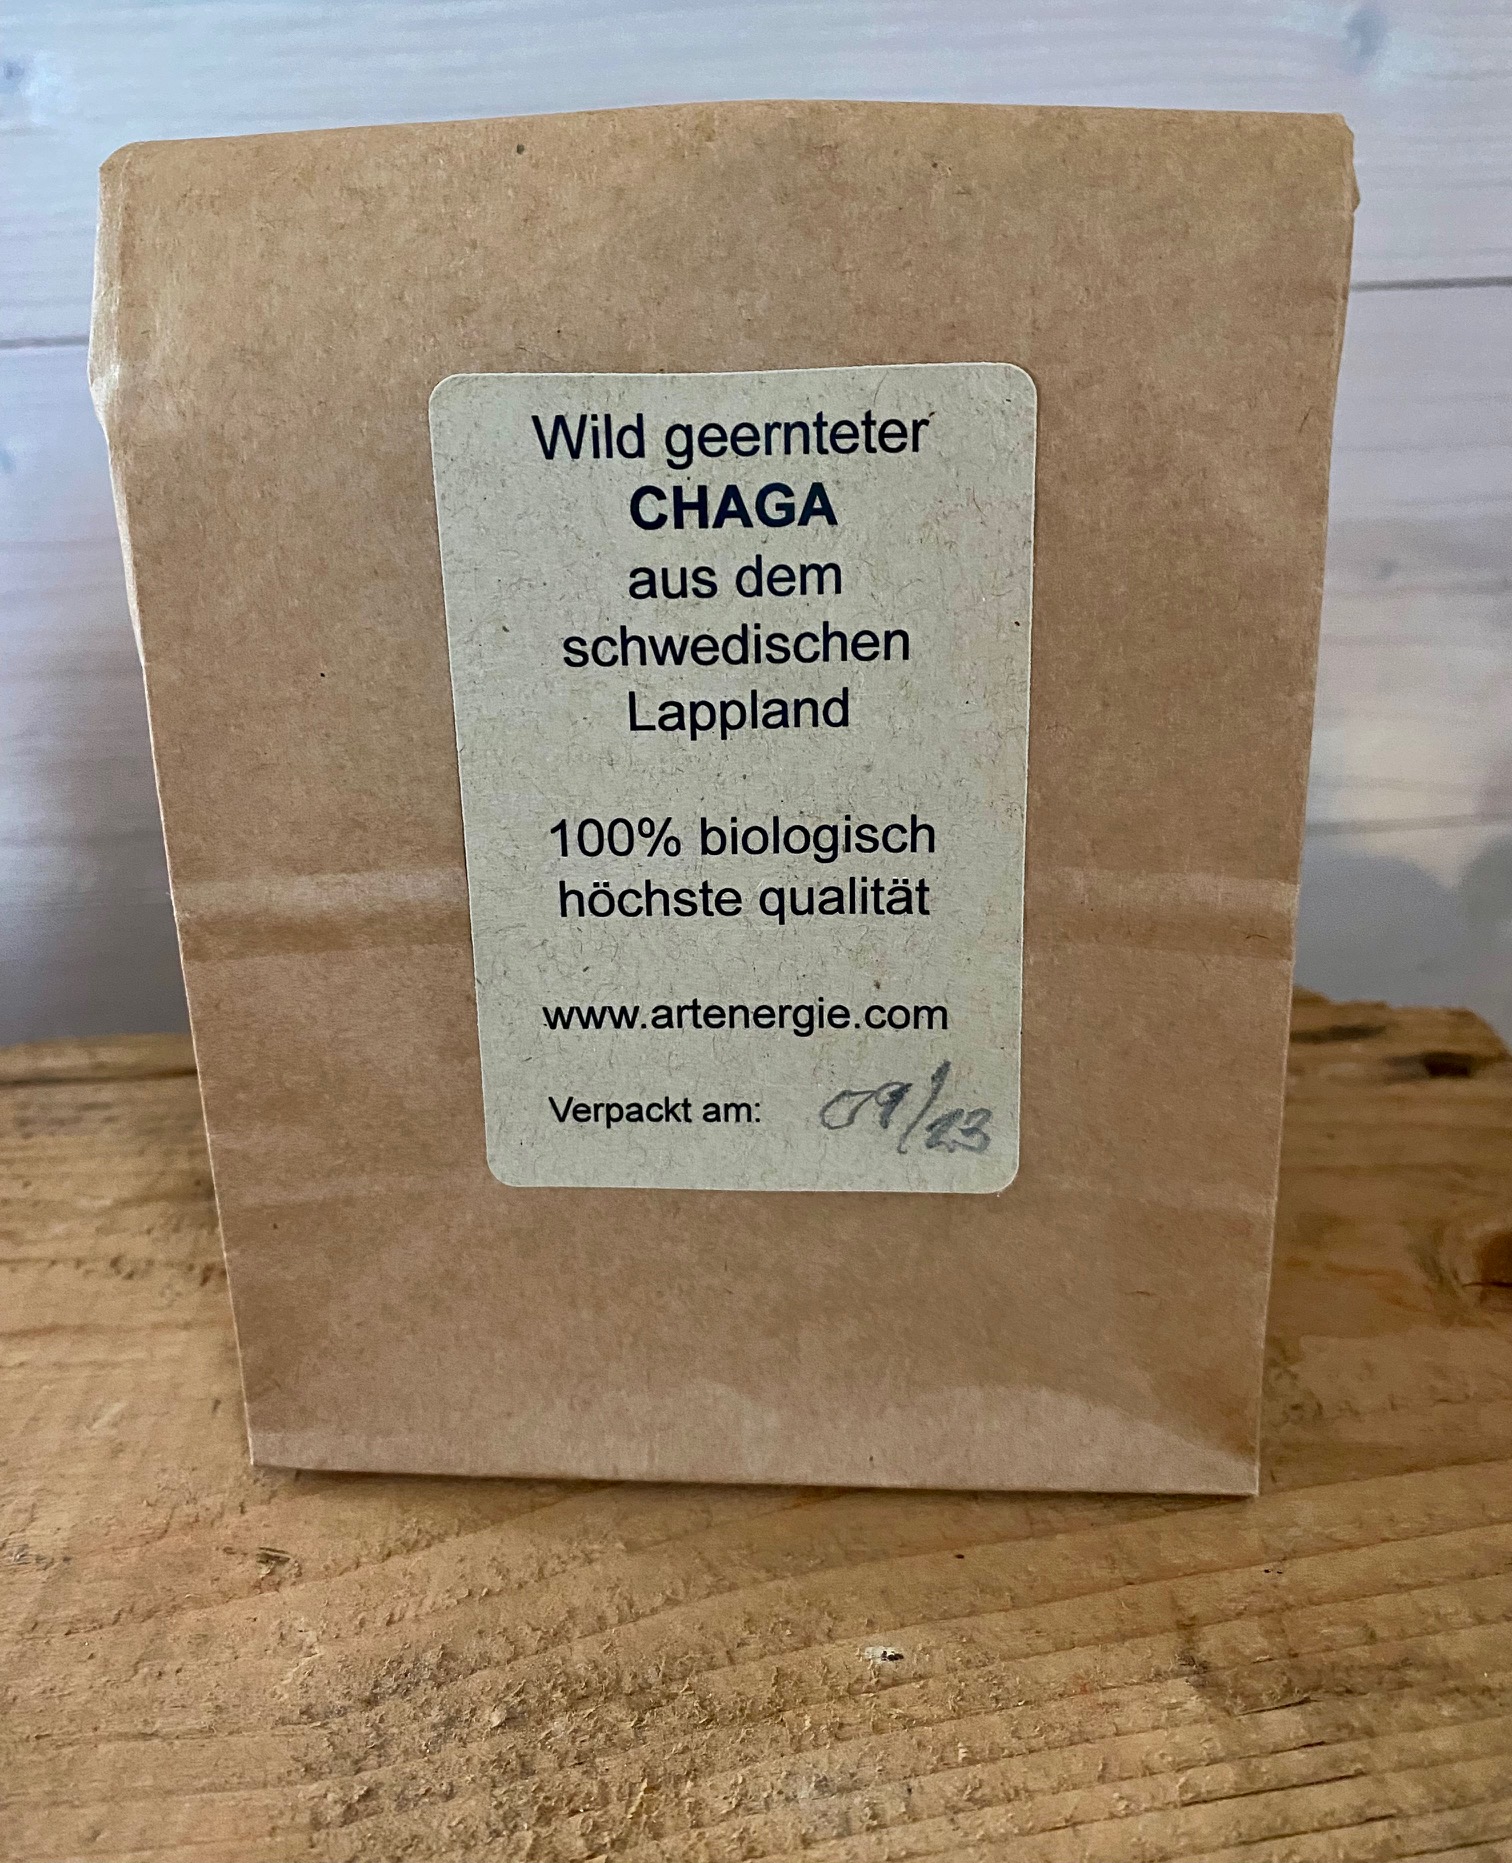 Wild geernteter
CHAGA
aus dem
schwedischen
Lappland
100% biologisch
höchste qualität
www.artenergie.com
Verpackt am: 09/23